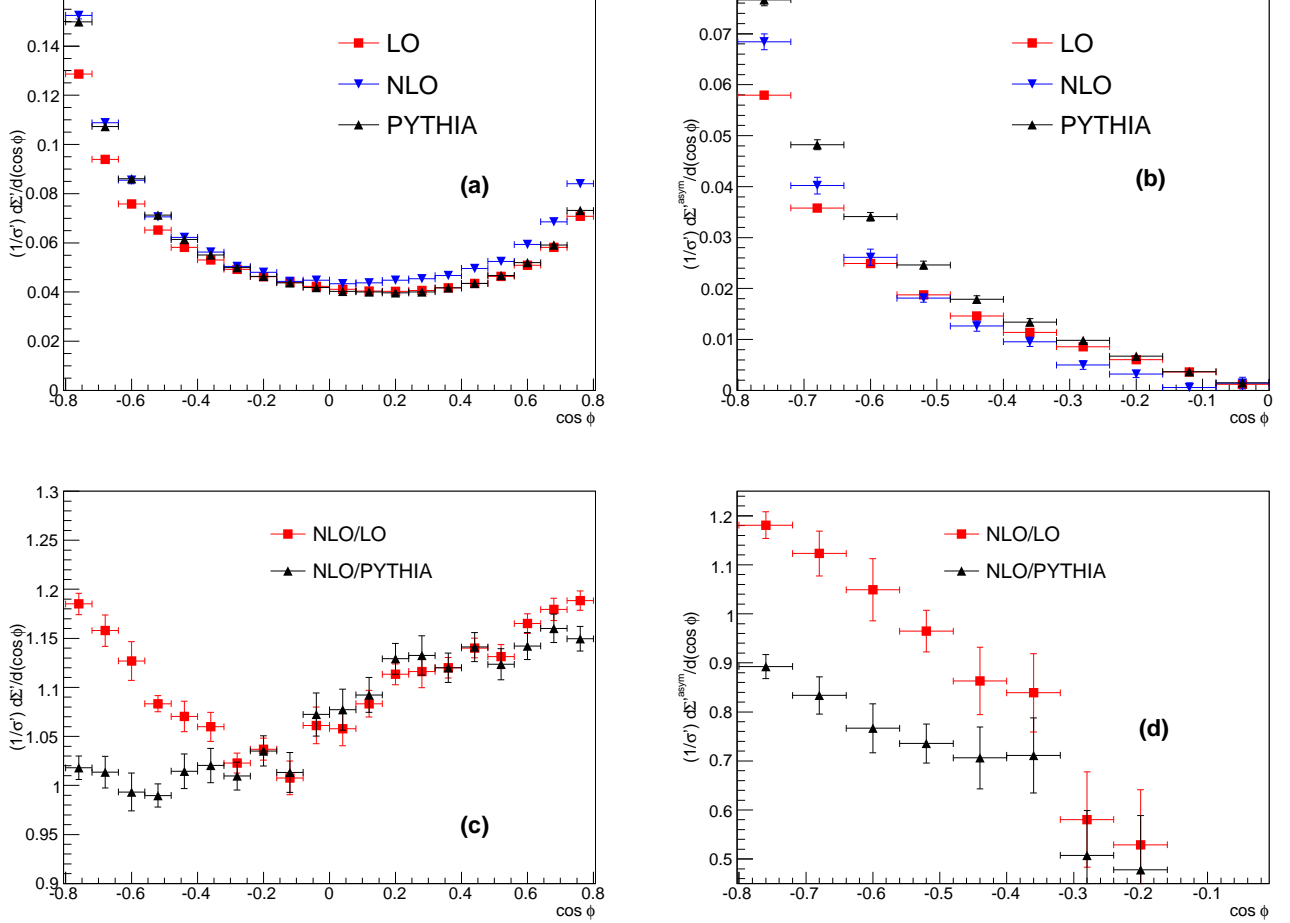 LO
NLO
PYTHIA
(a)
(1/σ') dΣ'/d(cos ϕ)
0.14
0.12
0.1
0.08
0.06
0.04
0.02
0
-0.8 -0.6 -0.4 -0.2 0 0.2 0.4 0.6 0.8
cos ϕ
LO
NLO
PYTHIA
(b)
(1/σ') dΣ'^asym/d(cos ϕ)
0.07
0.06
0.05
0.04
0.03
0.02
0.01
0
-0.8 -0.7 -0.6 -0.5 -0.4 -0.3 -0.2 -0.1 0
cos ϕ
NLO/LO
NLO/PYTHIA
(c)
(1/σ') dΣ'/d(cos ϕ)
1.3
1.25
1.2
1.15
1.1
1.05
1
0.95
0.9
-0.8 -0.6 -0.4 -0.2 0 0.2 0.4 0.6 0.8
cos ϕ
NLO/LO
NLO/PYTHIA
(d)
(1/σ') dΣ'^asym/d(cos ϕ)
1.2
1.1
1
0.9
0.8
0.7
0.6
0.5
-0.8 -0.7 -0.6 -0.5 -0.4 -0.3 -0.2 -0.1
cos ϕ